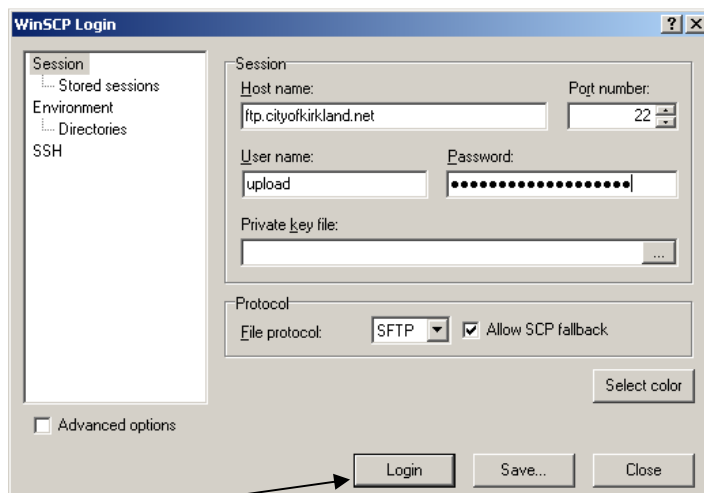 WinSCP Login
Session
Stored sessions
Environment
Directories
SSH
Advanced options
Session
Host name:
Port number:
ftp.cityofkirkland.net
22
User name:
Password:
upload
Private key file:
...
Protocol
File protocol:
SFTP
Allow SCP fallback
Select color
Login
Save...
Close